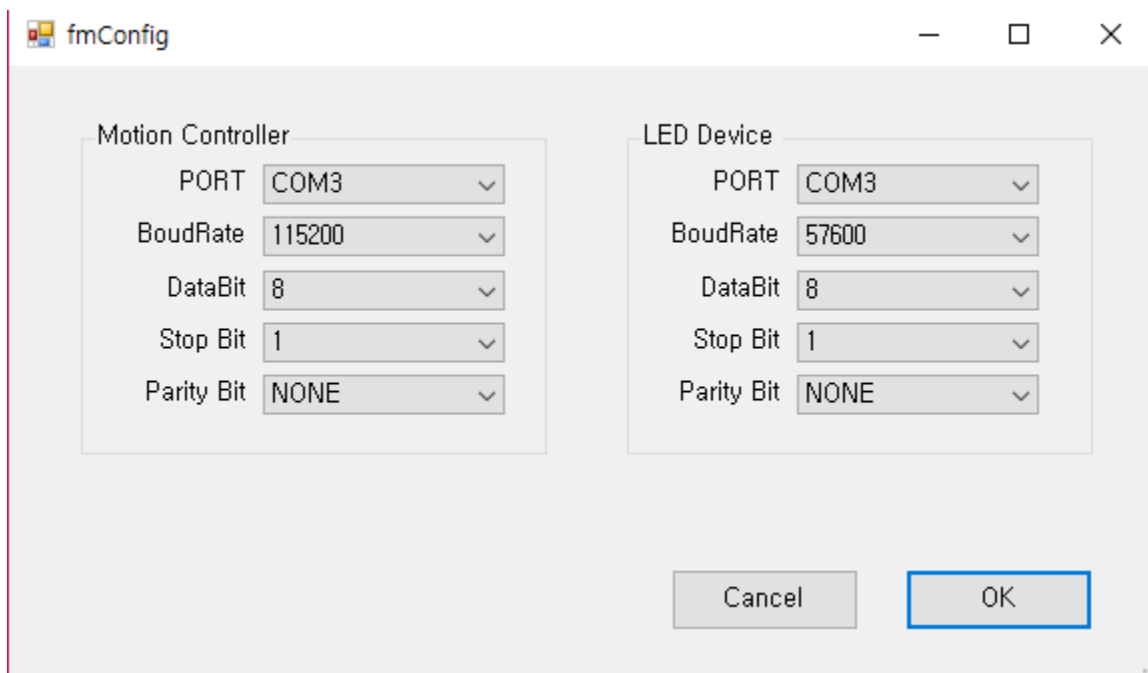 fmConfig
Motion Controller
PORT COM3
BoudRate 115200
DataBit 8
Stop Bit 1
Parity Bit NONE
LED Device
PORT COM3
BoudRate 57600
DataBit 8
Stop Bit 1
Parity Bit NONE
Cancel OK